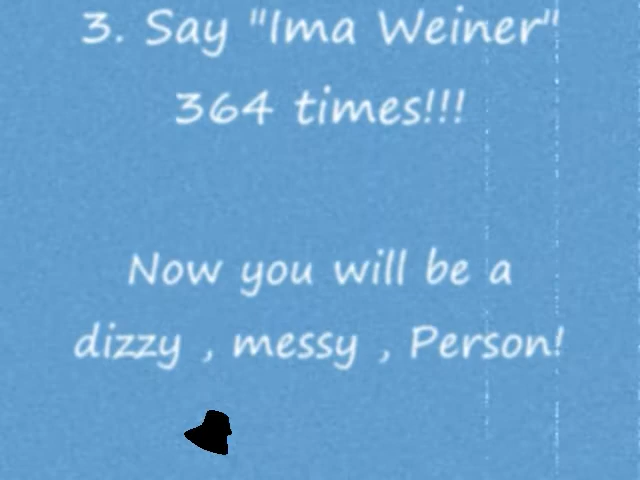 3. Say "Ima Weiner"
364 times!!!
Now you will be a
dizzy , messy , Person!